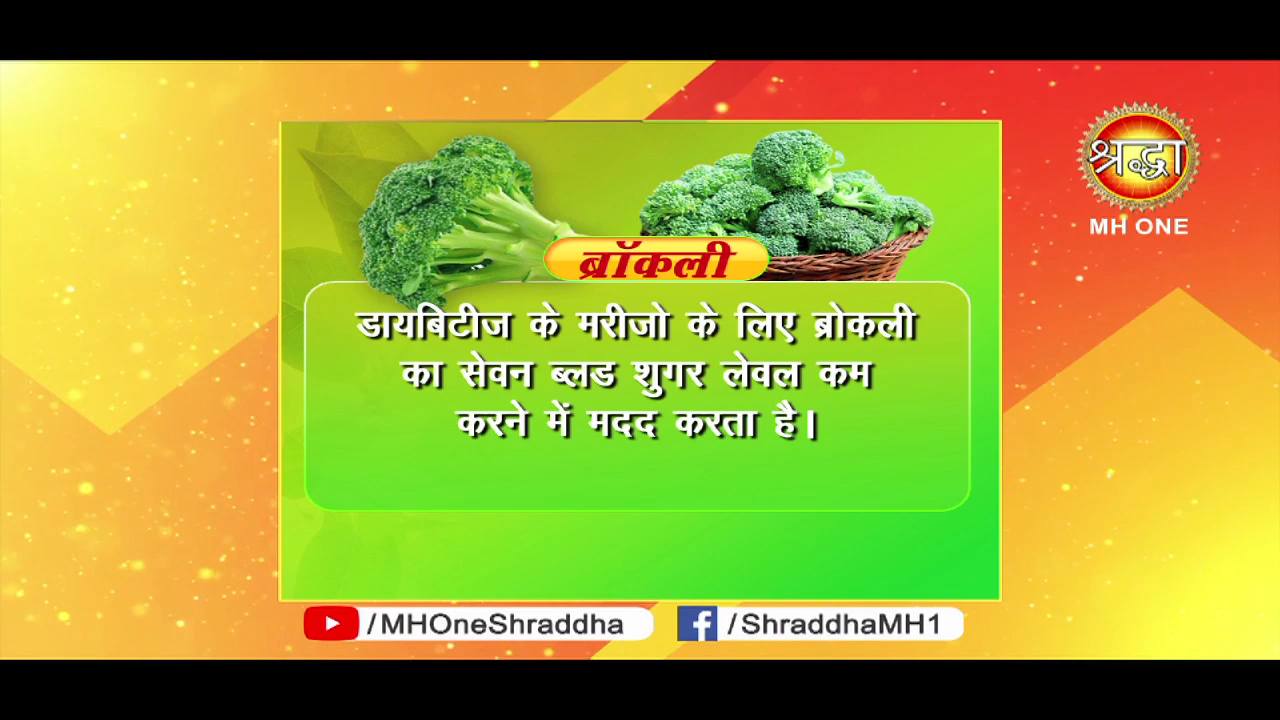 श्रद्धा
MH ONE
ब्रॉकली
डायबिटीज के मरीजो के लिए ब्रोकली
का सेवन ब्लड शुगर लेवल कम
करने में मदद करता है।
/MHOneShraddha
/ShraddhaMH1